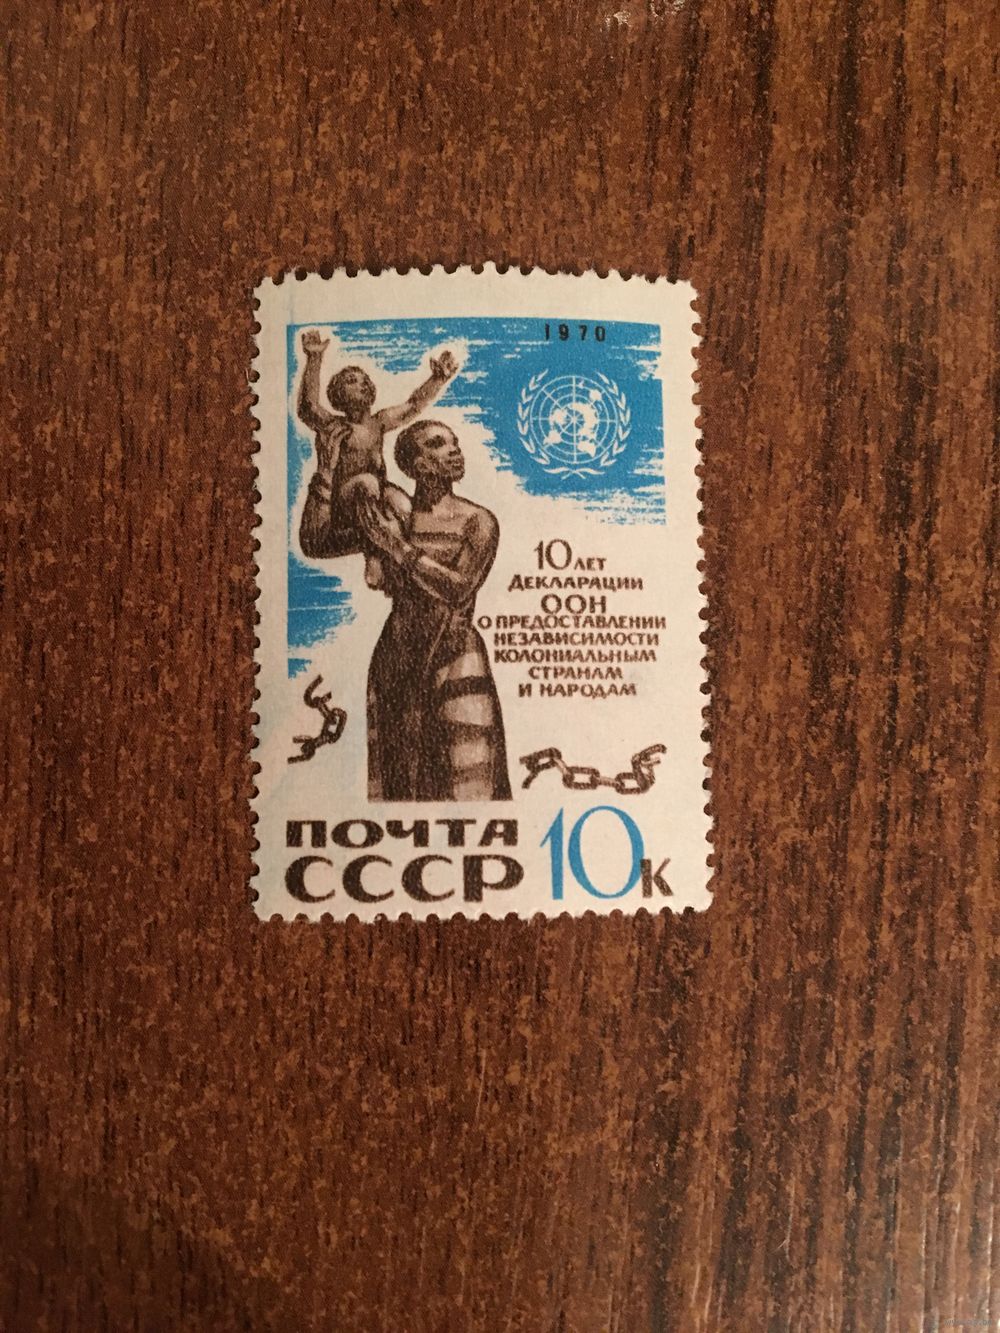 1970
10 ЛЕТ
ДЕКЛАРАЦИИ
ООН
О ПРЕДОСТАВЛЕНИИ
НЕЗАВИСИМОСТИ
КОЛОНИАЛЬНЫМ
СТРАНАМ
И НАРОДАМ
ПОЧТА
СССР 10К